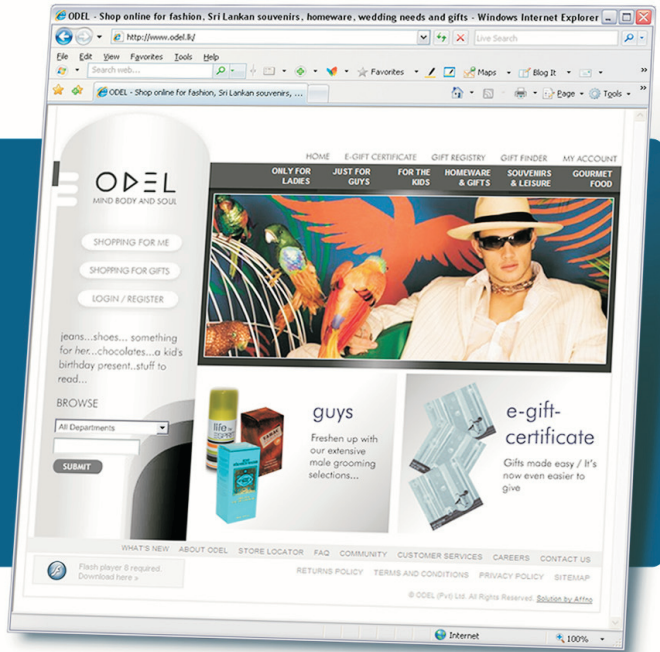 ODEL - Shop online for fashion, Sri Lankan souvenirs, homeware, wedding needs and gifts - Windows Internet Explorer
http://www.odel.lk/
Live Search
File Edit View Favorites Tools Help
Search web...
Favorites
Maps
Blog It
ODEL - Shop online for fashion, Sri Lankan souvenirs, ...
Page
Tools
HOME E-GIFT CERTIFICATE GIFT REGISTRY GIFT FINDER MY ACCOUNT
ONLY FOR LADIES
JUST FOR GUYS
FOR THE KIDS
HOMEWARE & GIFTS
SOUVENIRS & LEISURE
GOURMET FOOD
ODEL
MIND BODY AND SOUL
SHOPPING FOR ME
SHOPPING FOR GIFTS
LOGIN / REGISTER
jeans...shoes... something
for her...chocolates...a kid's
birthday present..stuff to
read...
BROWSE
All Departments
SUBMIT
life
guys
Freshen up with
our extensive
male grooming
selections...
e-gift-
certificate
Gifts made easy / It's
now even easier to
give
WHAT'S NEW ABOUT ODEL STORE LOCATOR FAQ COMMUNITY CUSTOMER SERVICES CAREERS CONTACT US
Flash player 8 required.
Download here »
RETURNS POLICY TERMS AND CONDITIONS PRIVACY POLICY SITEMAP
© ODEL (Pvt) Ltd. All Rights Reserved. Solution by Affno
Internet
100%